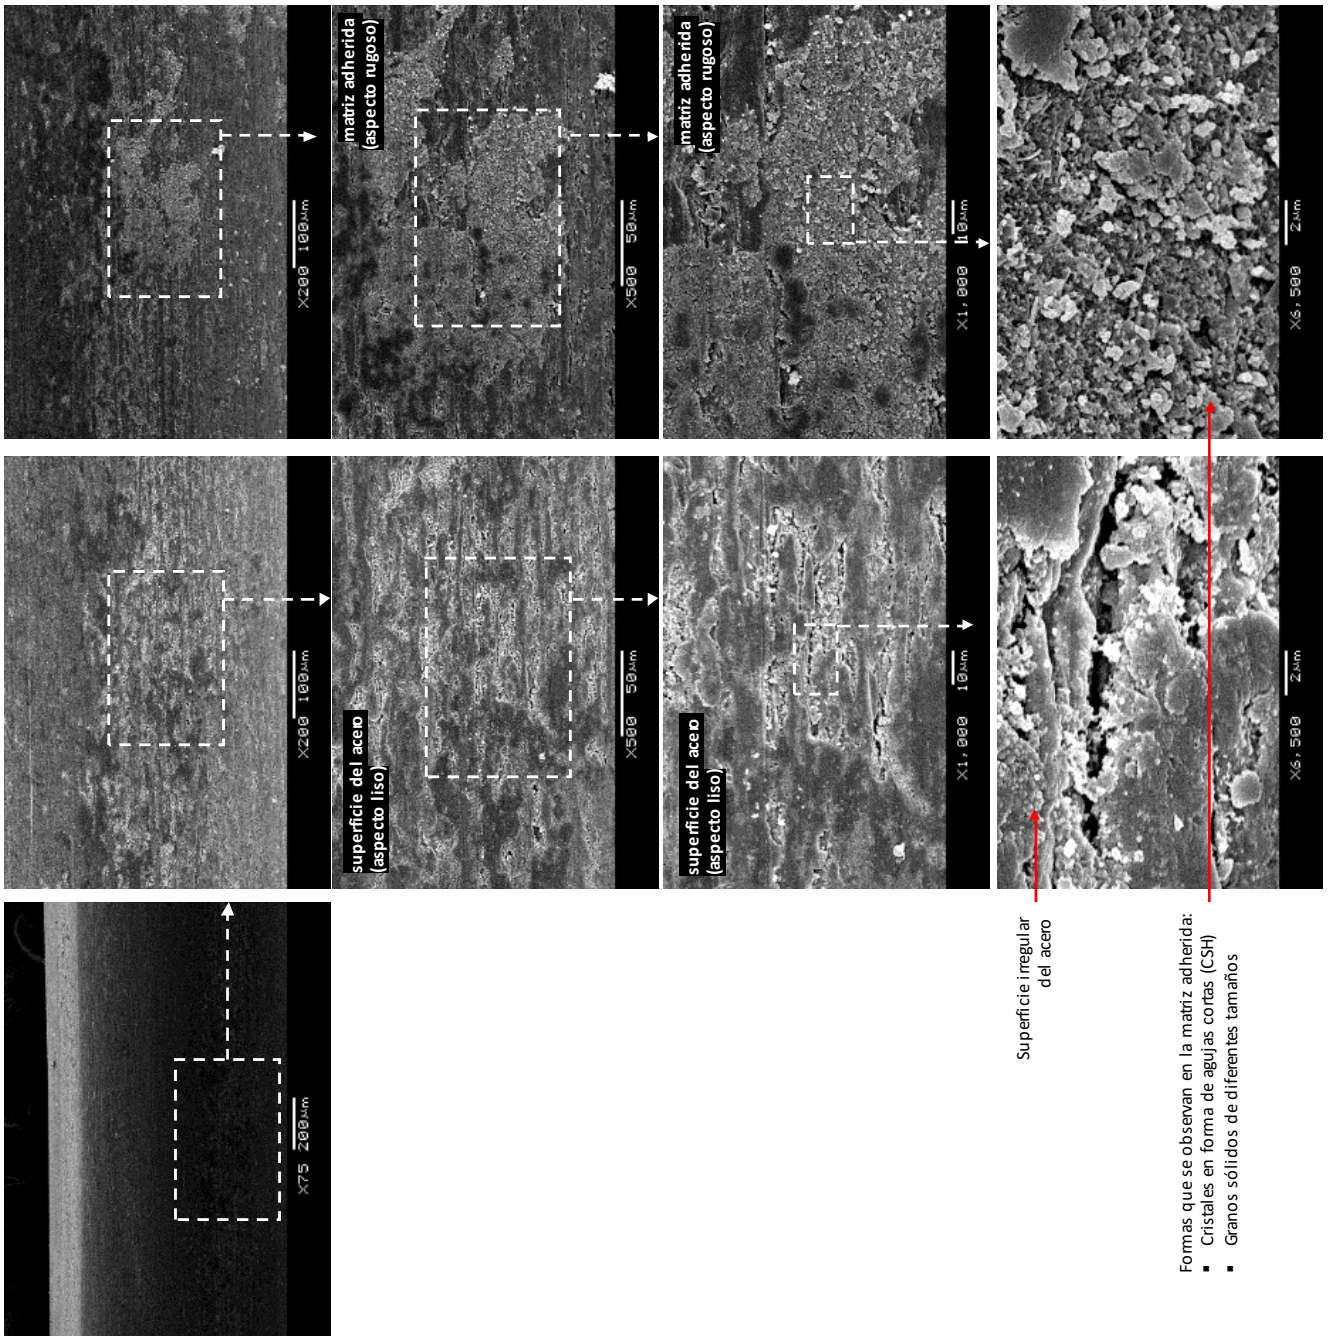 X75 200µm
X200 100µm
superficie del acero
(aspecto liso)
X500 50µm
superficie del acero
(aspecto liso)
X1,000 10µm
X6,500 2µm
X200 100µm
matriz adherida
(aspecto rugoso)
X500 50µm
matriz adherida
(aspecto rugoso)
X1,000 10µm
X6,500 2µm
Superficie irregular
del acero
Formas que se observan en la matriz adherida:
▪ Cristales en forma de agujas cortas (CSH)
▪ Granos sólidos de diferentes tamaños